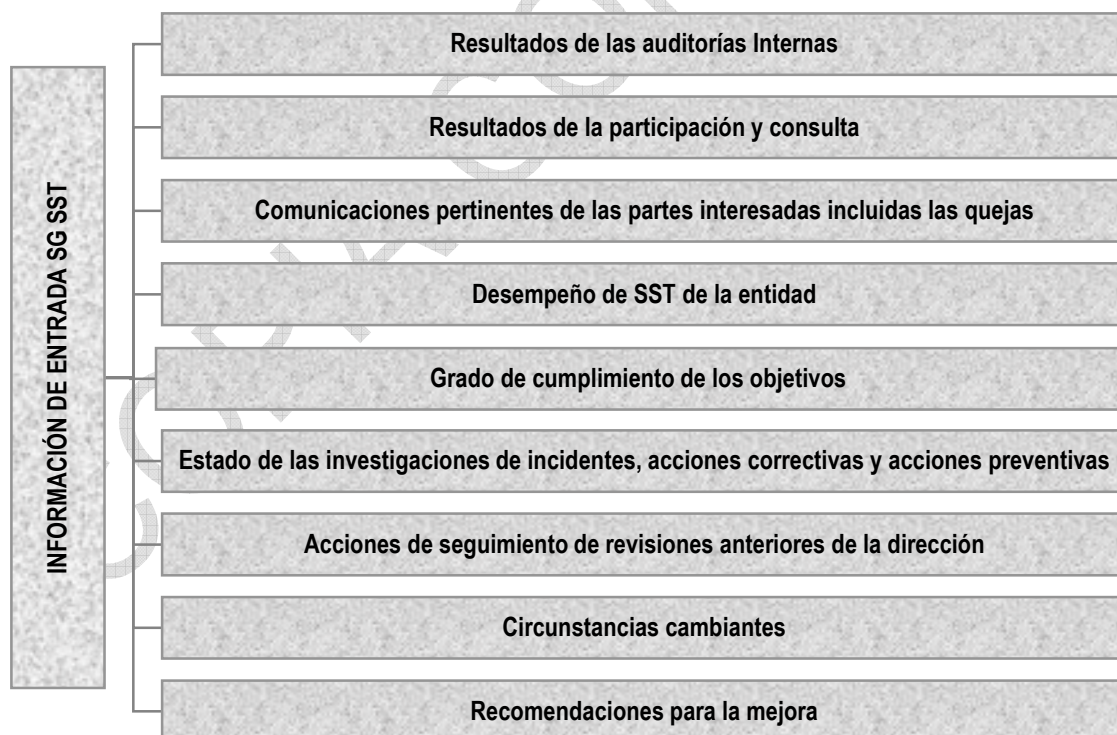 INFORMACIÓN DE ENTRADA SG SST
Resultados de las auditorías Internas
Resultados de la participación y consulta
Comunicaciones pertinentes de las partes interesadas incluidas las quejas
Desempeño de SST de la entidad
Grado de cumplimiento de los objetivos
Estado de las investigaciones de incidentes, acciones correctivas y acciones preventivas
Acciones de seguimiento de revisiones anteriores de la dirección
Circunstancias cambiantes
Recomendaciones para la mejora